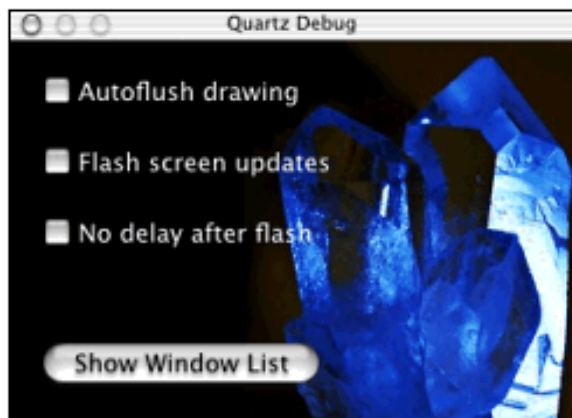 Quartz Debug
Autoflush drawing
Flash screen updates
No delay after flash
Show Window List